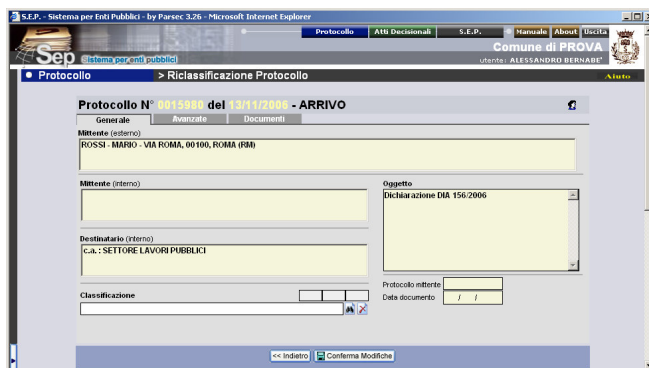 S.E.P. - Sistema per Enti Pubblici - by Parsec 3.26 - Microsoft Internet Explorer
Protocollo Atti Decisionali S.E.P. Manuale About Uscita
Comune di PROVA
Sep Sistema per enti pubblici
utente: ALESSANDRO BERNABE'
Protocollo > Riclassificazione Protocollo Aiuto
Protocollo N° 0015980 del 13/11/2006 - ARRIVO
Generale Avanzate Documenti
Mittente (esterno)
ROSSI - MARIO - VIA ROMA, 00100, ROMA (RM)
Mittente (interno)
Oggetto
Dichiarazione DIA 156/2006
Destinatario (interno)
c.a. : SETTORE LAVORI PUBBLICI
Protocollo mittente
Classificazione
Data documento / /
<< Indietro Conferma Modifiche